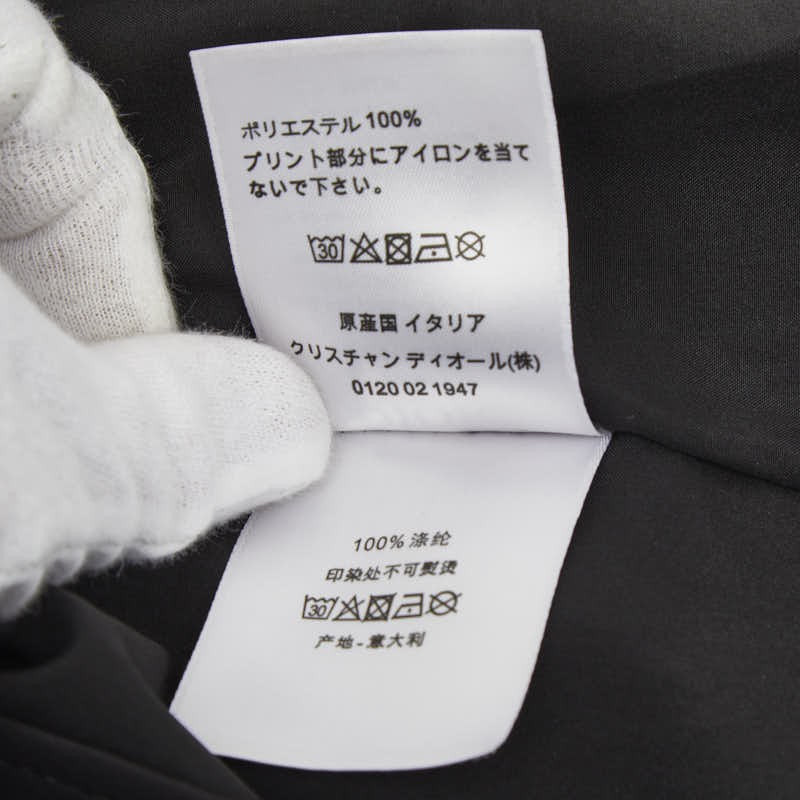 ポリエステル 100%
プリント部分にアイロンを当て
ないで下さい。
30
原産国 イタリア
クリスチャン ディオール(株)
0120 02 1947
100% 涤纶
印染处不可熨烫
30
产地-意大利